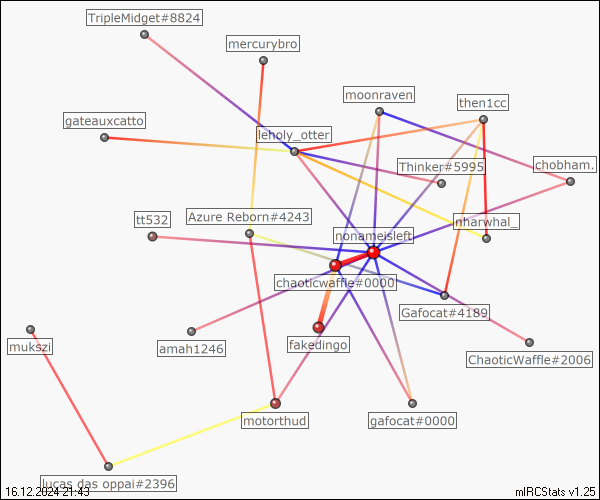 TripleMidget#8824
mercurybro
moonraven
then1cc
gateauxcatto
leholy_otter
Thinker#5995
chobham.
tt532
Azure Reborn#4243
nharwhal_
nonameisleft
chaoticwaffle#0000
Gafocat#4189
mukszi
amah1246
fakedingo
ChaoticWaffle#2006
motorthud
gafocat#0000
lucas das oppai#2396
16.12.2024 21:43
mIRCStats v1.25